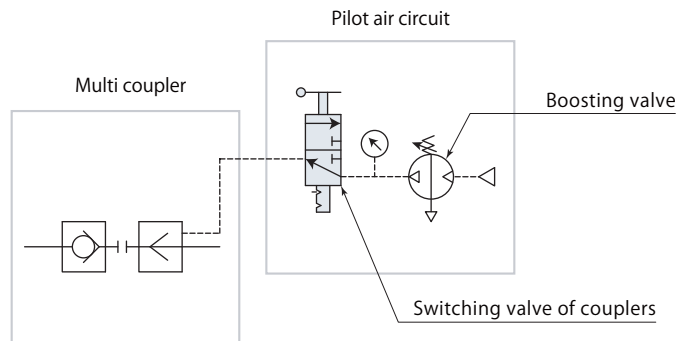 Pilot air circuit
Multi coupler
Boosting valve
Switching valve of couplers